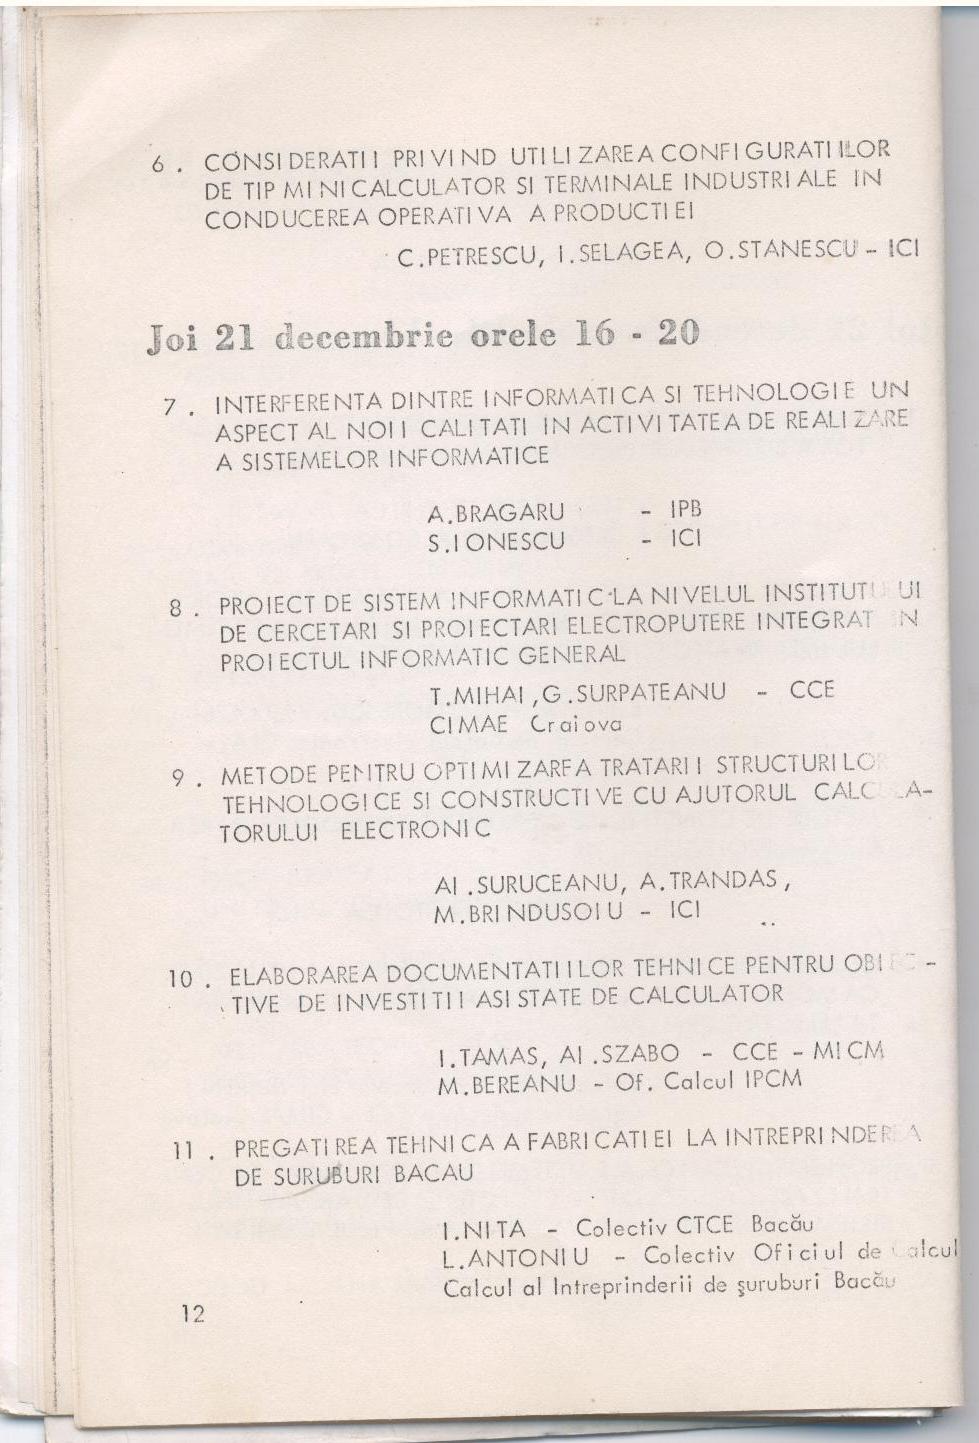 6 . CONSIDERATII PRIVIND UTILIZAREA CONFIGURATIILOR
DE TIP MINICALCULATOR SI TERMINALE INDUSTRIALE IN
CONDUCEREA OPERATIVA A PRODUCTIEI
C.PETRESCU, I.SELAGEA, O.STANESCU - ICI
Joi 21 decembrie orele 16 - 20
7 . INTERFERENTA DINTRE INFORMATICA SI TEHNOLOGIE UN
ASPECT AL NOII CALITATI IN ACTIVITATEA DE REALIZARE
A SISTEMELOR INFORMATICE
A.BRAGARU - IPB
S.IONESCU - ICI
8 . PROIECT DE SISTEM INFORMATIC LA NIVELUL INSTITUTULUI
DE CERCETARI SI PROIECTARI ELECTROPUTERE INTEGRAT IN
PROIECTUL INFORMATIC GENERAL
T.MIHAI ,G.SURPATEANU - CCE
CIMAE Craiova
9 . METODE PENTRU OPTIMIZAREA TRATARII STRUCTURILOR
TEHNOLOGICE SI CONSTRUCTIVE CU AJUTORUL CALCULA-
TORULUI ELECTRONIC
Al .SURUCEANU, A.TRANDAS,
M.BRINDUSOIU - ICI
10 . ELABORAREA DOCUMENTATIILOR TEHNICE PENTRU OBIEC-
TIVE DE INVESTITII ASISTATE DE CALCULATOR
I.TAMAS, Al .SZABO - CCE - MICM
M.BEREANU - Of. Calcul IPCM
11 . PREGATIREA TEHNICA A FABRICATIEI LA INTREPRINDEREA
DE SURUBURI BACAU
I.NITA - Colectiv CTCE Bacău
L.ANTONIU - Colectiv Oficiul de Calcul
Calcul al Intreprinderii de şuruburi Bacău
12